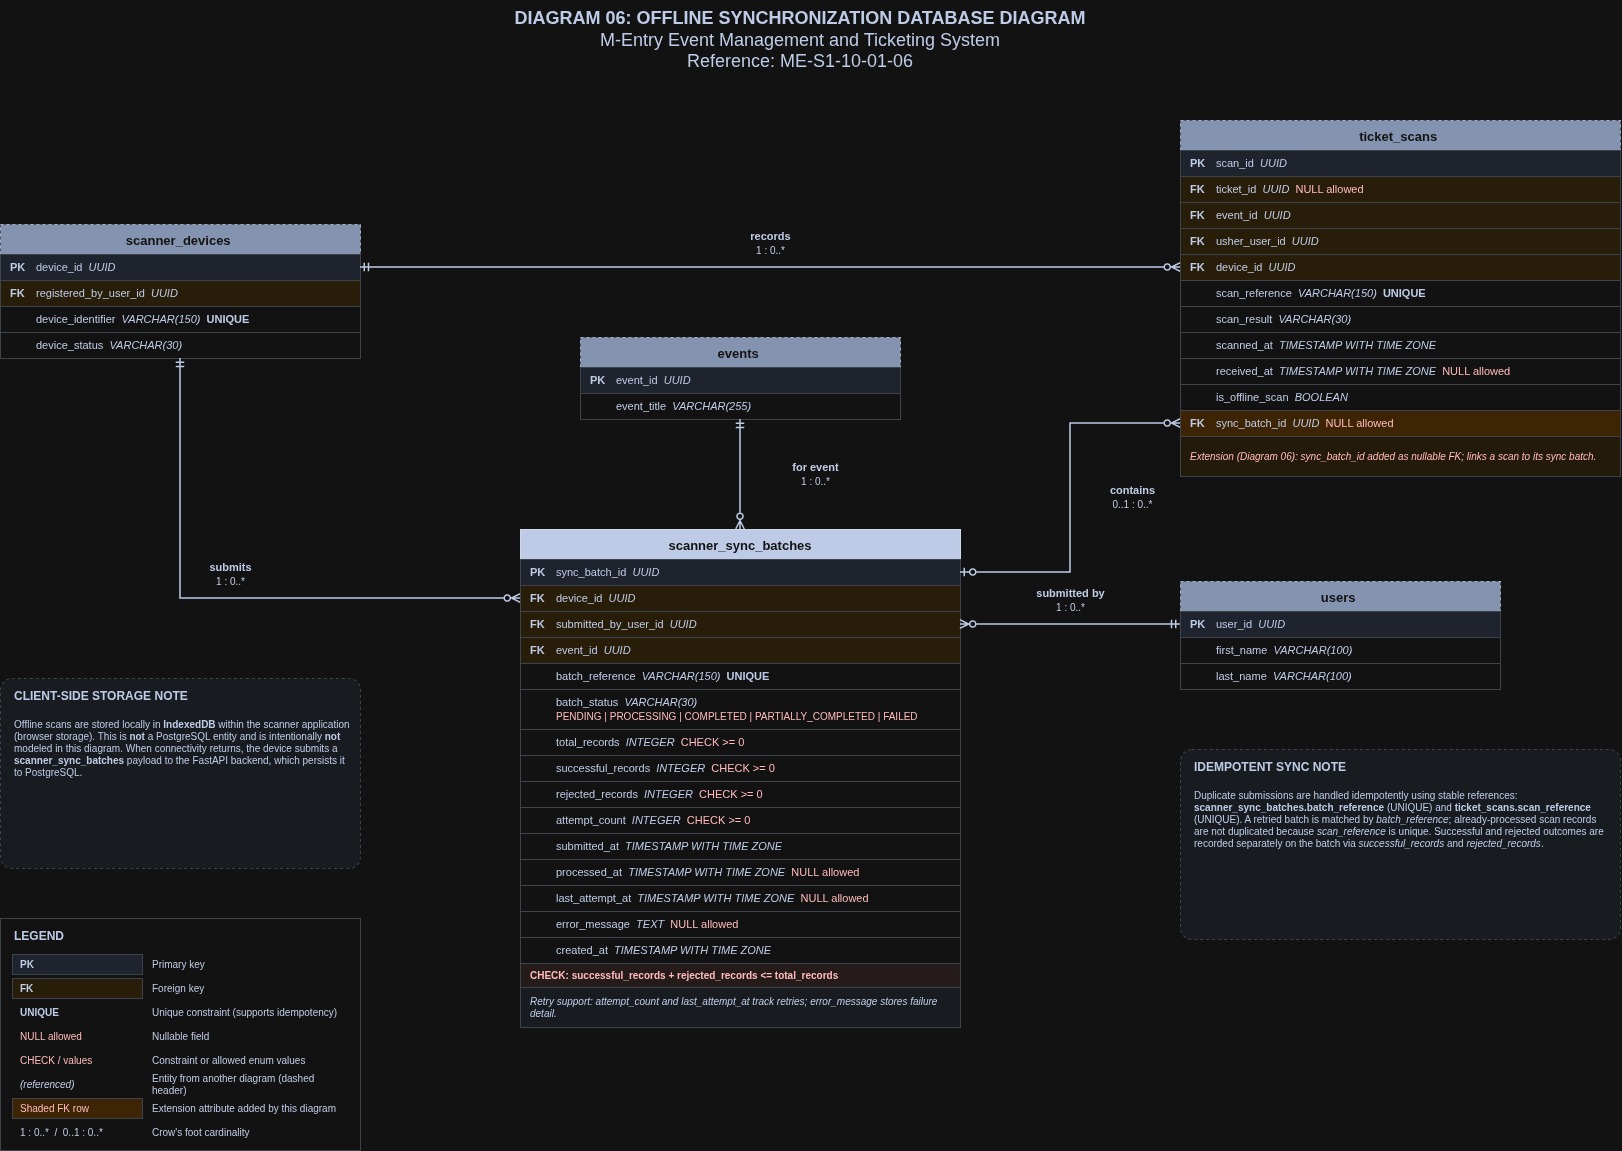 DIAGRAM 06: OFFLINE SYNCHRONIZATION DATABASE DIAGRAM
M-Entry Event Management and Ticketing System
Reference: ME-S1-10-01-06
ticket_scans
PK scan_id UUID
FK ticket_id UUID NULL allowed
FK event_id UUID
FK usher_user_id UUID
FK device_id UUID
scan_reference VARCHAR(150) UNIQUE
scan_result VARCHAR(30)
scanned_at TIMESTAMP WITH TIME ZONE
received_at TIMESTAMP WITH TIME ZONE NULL allowed
is_offline_scan BOOLEAN
FK sync_batch_id UUID NULL allowed
Extension (Diagram 06): sync_batch_id added as nullable FK; links a scan to its sync batch.
scanner_devices
PK device_id UUID
FK registered_by_user_id UUID
device_identifier VARCHAR(150) UNIQUE
device_status VARCHAR(30)
records
1 : 0..*
events
PK event_id UUID
event_title VARCHAR(255)
for event
1 : 0..*
contains
0..1 : 0..*
submits
1 : 0..*
submitted by
1 : 0..*
scanner_sync_batches
PK sync_batch_id UUID
FK device_id UUID
FK submitted_by_user_id UUID
FK event_id UUID
batch_reference VARCHAR(150) UNIQUE
batch_status VARCHAR(30)
PENDING | PROCESSING | COMPLETED | PARTIALLY_COMPLETED | FAILED
total_records INTEGER CHECK >= 0
successful_records INTEGER CHECK >= 0
rejected_records INTEGER CHECK >= 0
attempt_count INTEGER CHECK >= 0
submitted_at TIMESTAMP WITH TIME ZONE
processed_at TIMESTAMP WITH TIME ZONE NULL allowed
last_attempt_at TIMESTAMP WITH TIME ZONE NULL allowed
error_message TEXT NULL allowed
created_at TIMESTAMP WITH TIME ZONE
CHECK: successful_records + rejected_records <= total_records
Retry support: attempt_count and last_attempt_at track retries; error_message stores failure
detail.
users
PK user_id UUID
first_name VARCHAR(100)
last_name VARCHAR(100)
CLIENT-SIDE STORAGE NOTE
Offline scans are stored locally in IndexedDB within the scanner application
(browser storage). This is not a PostgreSQL entity and is intentionally not
modeled in this diagram. When connectivity returns, the device submits a
scanner_sync_batches payload to the FastAPI backend, which persists it
to PostgreSQL.
IDEMPOTENT SYNC NOTE
Duplicate submissions are handled idempotently using stable references:
scanner_sync_batches.batch_reference (UNIQUE) and ticket_scans.scan_reference
(UNIQUE). A retried batch is matched by batch_reference; already-processed scan records
are not duplicated because scan_reference is unique. Successful and rejected outcomes are
recorded separately on the batch via successful_records and rejected_records.
LEGEND
PK Primary key
FK Foreign key
UNIQUE Unique constraint (supports idempotency)
NULL allowed Nullable field
CHECK / values Constraint or allowed enum values
(referenced) Entity from another diagram (dashed
header)
Shaded FK row Extension attribute added by this diagram
1 : 0..* / 0..1 : 0..* Crow's foot cardinality